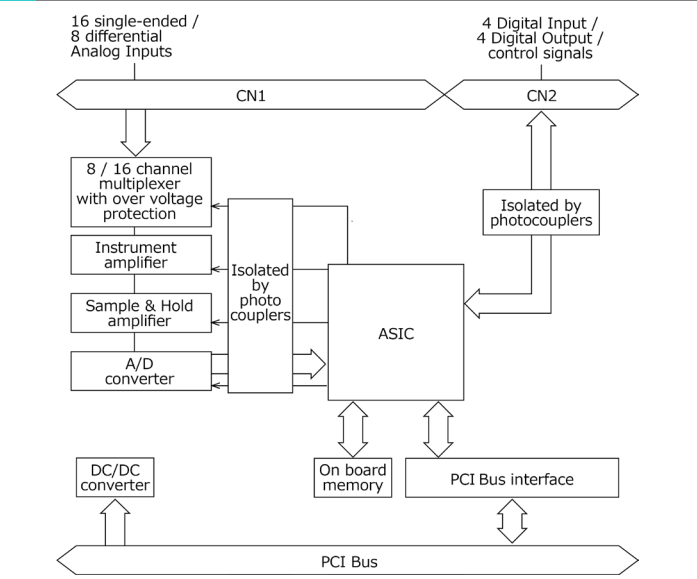 16 single-ended /
8 differential
Analog Inputs
4 Digital Input /
4 Digital Output /
control signals
CN1
CN2
8 / 16 channel
multiplexer
with over voltage
protection
Isolated by
photocouplers
Instrument
amplifier
Isolated
by
photo
couplers
Sample & Hold
amplifier
ASIC
A/D
converter
DC/DC
converter
On board
memory
PCI Bus interface
PCI Bus